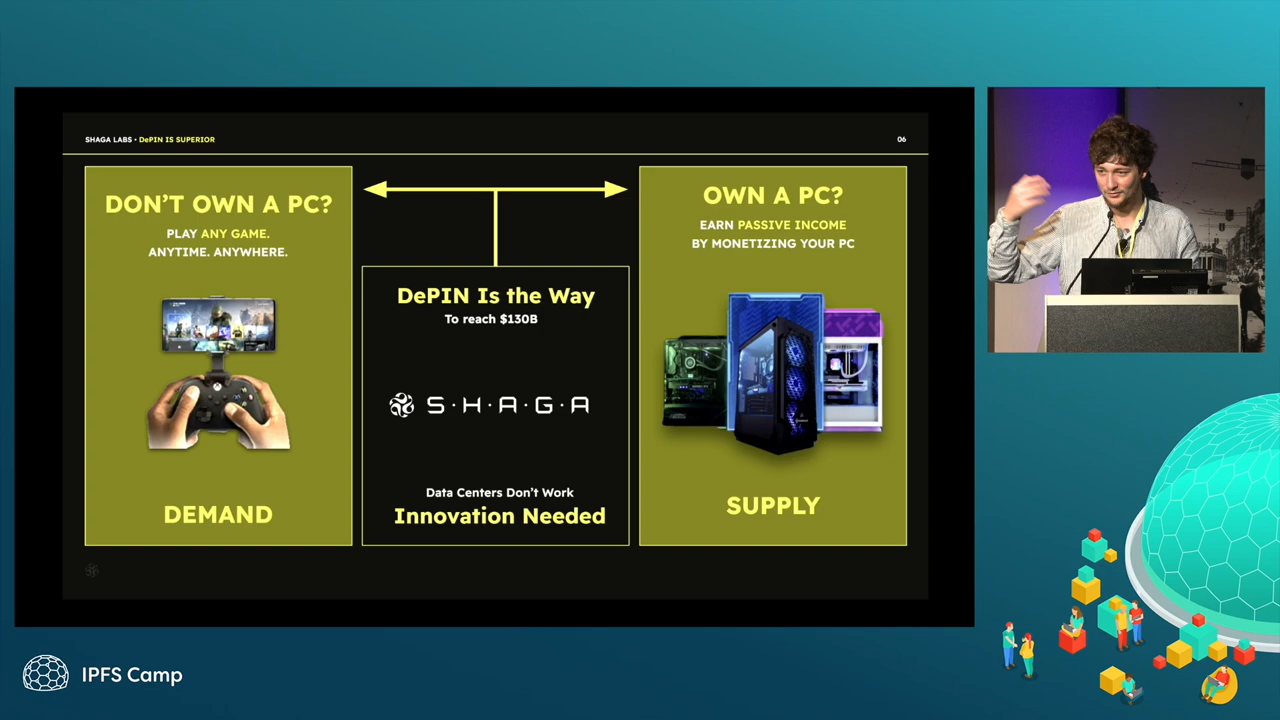 SHAGA LABS • DePIN IS SUPERIOR
06
DON'T OWN A PC?
PLAY ANY GAME.
ANYTIME. ANYWHERE.
DEMAND
DePIN Is the Way
To reach $130B
S·H·A·G·A
Data Centers Don't Work
Innovation Needed
OWN A PC?
EARN PASSIVE INCOME
BY MONETIZING YOUR PC
SUPPLY
IPFS Camp